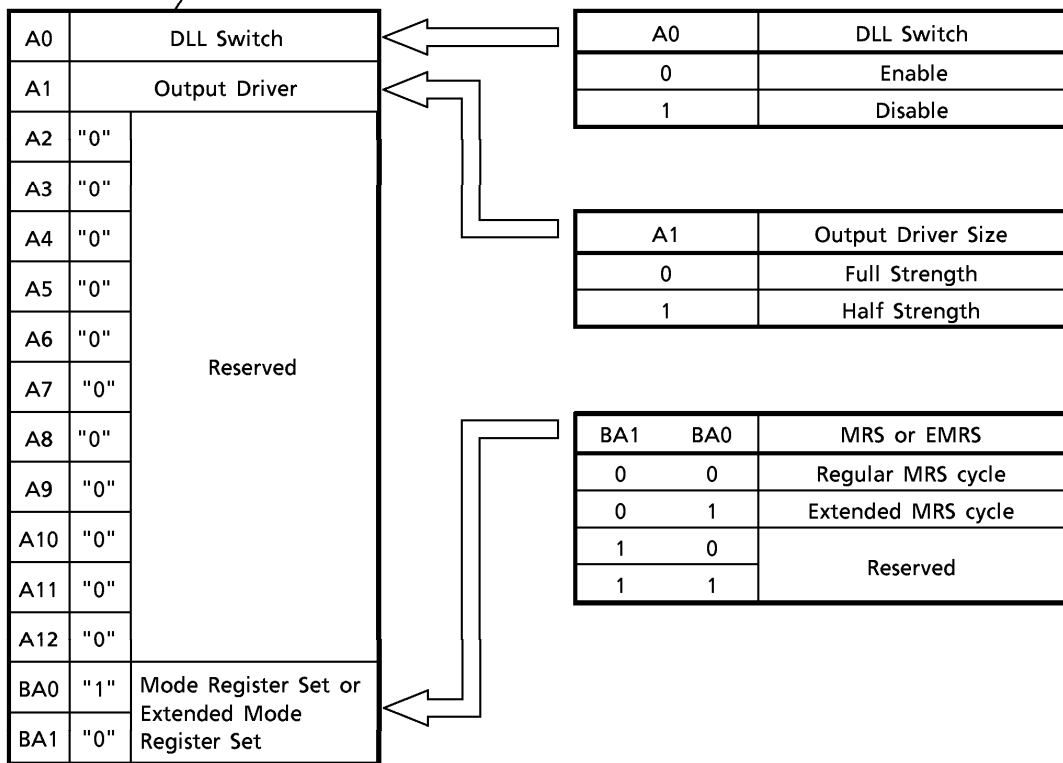 A0 DLL Switch
A1 Output Driver
A2 "0"
A3 "0"
A4 "0"
A5 "0"
A6 "0"
Reserved
A7 "0"
A8 "0"
A9 "0"
A10 "0"
A11 "0"
A12 "0"
BA0 "1" Mode Register Set or
Extended Mode
BA1 "0" Register Set
A0 DLL Switch
0 Enable
1 Disable
A1 Output Driver Size
0 Full Strength
1 Half Strength
BA1 BA0 MRS or EMRS
0 0 Regular MRS cycle
0 1 Extended MRS cycle
1 0
Reserved
1 1